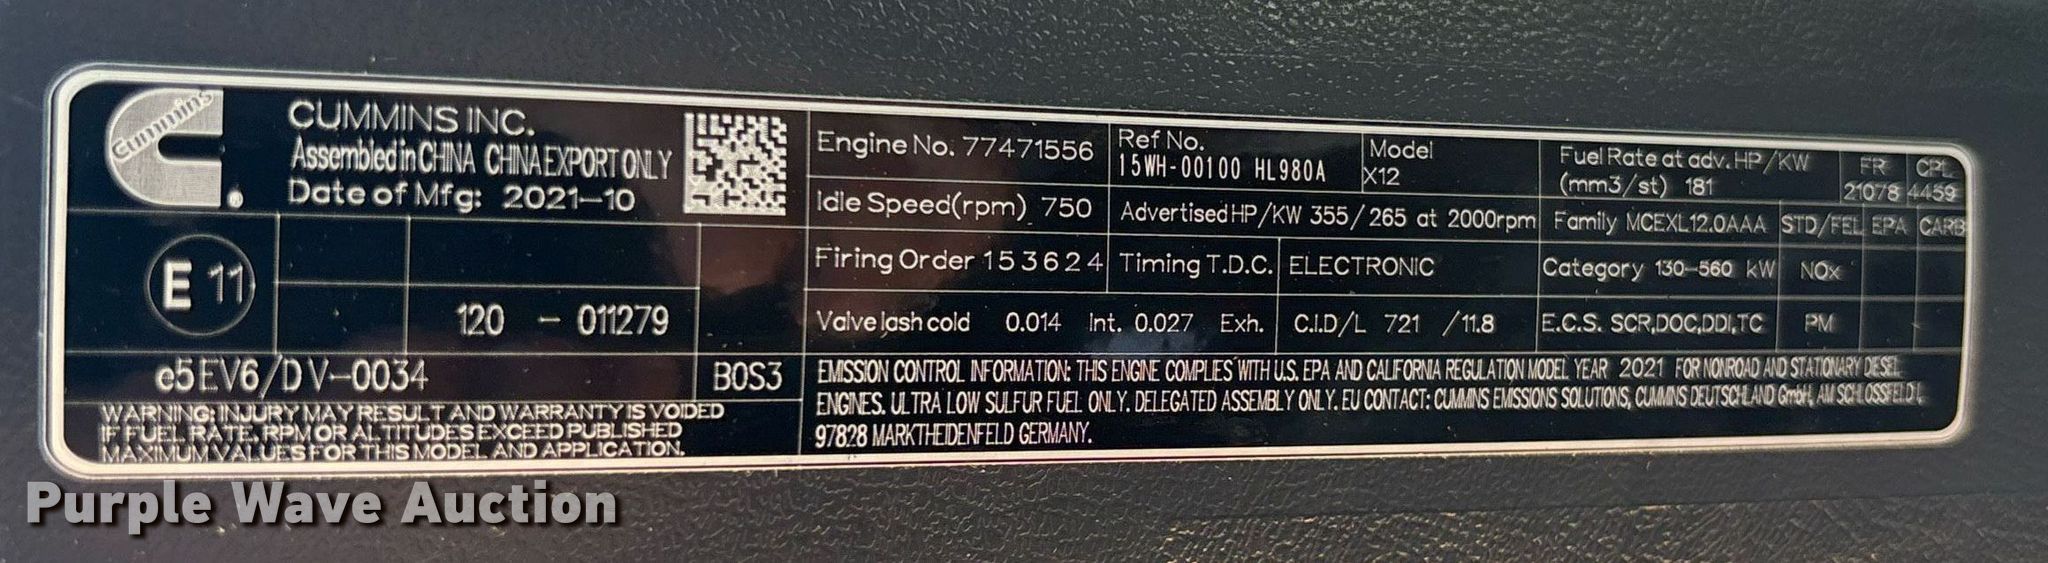 Cummins
CUMMINS INC.
Assembled in CHINA CHINA EXPORT ONLY
Date of Mfg: 2021-10
E 11
120 - 011279
e5EV6/DV-0034
B0S3
WARNING: INJURY MAY RESULT AND WARRANTY IS VOIDED
IF FUEL RATE, RPM OR ALTITUDES EXCEED PUBLISHED
MAXIMUM VALUES FOR THIS MODEL AND APPLICATION.
Engine No. 77471556
Ref No.
15WH-00100 HL980A
Model
X12
Fuel Rate at adv. HP/KW
(mm3/st) 181
FR
21078
CPL
4459
Idle Speed(rpm) 750
Advertised HP/KW 355/265 at 2000rpm
Family MCEXL12.0AAA
STD/FEL
EPA
CARB
Firing Order 153624
Timing T.D.C.
ELECTRONIC
Category 130-560 kW
NOx
Valve lash cold 0.014 Int. 0.027 Exh.
C.I.D/L 721 /11.8
E.C.S. SCR,DOC,DDI,TC
PM
EMISSION CONTROL INFORMATION: THIS ENGINE COMPLIES WITH U.S. EPA AND CALIFORNIA REGULATION MODEL YEAR 2021 FOR NONROAD AND STATIONARY DIESEL
ENGINES. ULTRA LOW SULFUR FUEL ONLY. DELEGATED ASSEMBLY ONLY. EU CONTACT: CUMMINS EMISSIONS SOLUTIONS, CUMMINS DEUTSCHLAND GmbH, AM SCHLOSSFELD 1,
97828 MARKTHEIDENFELD GERMANY.
Purple Wave Auction